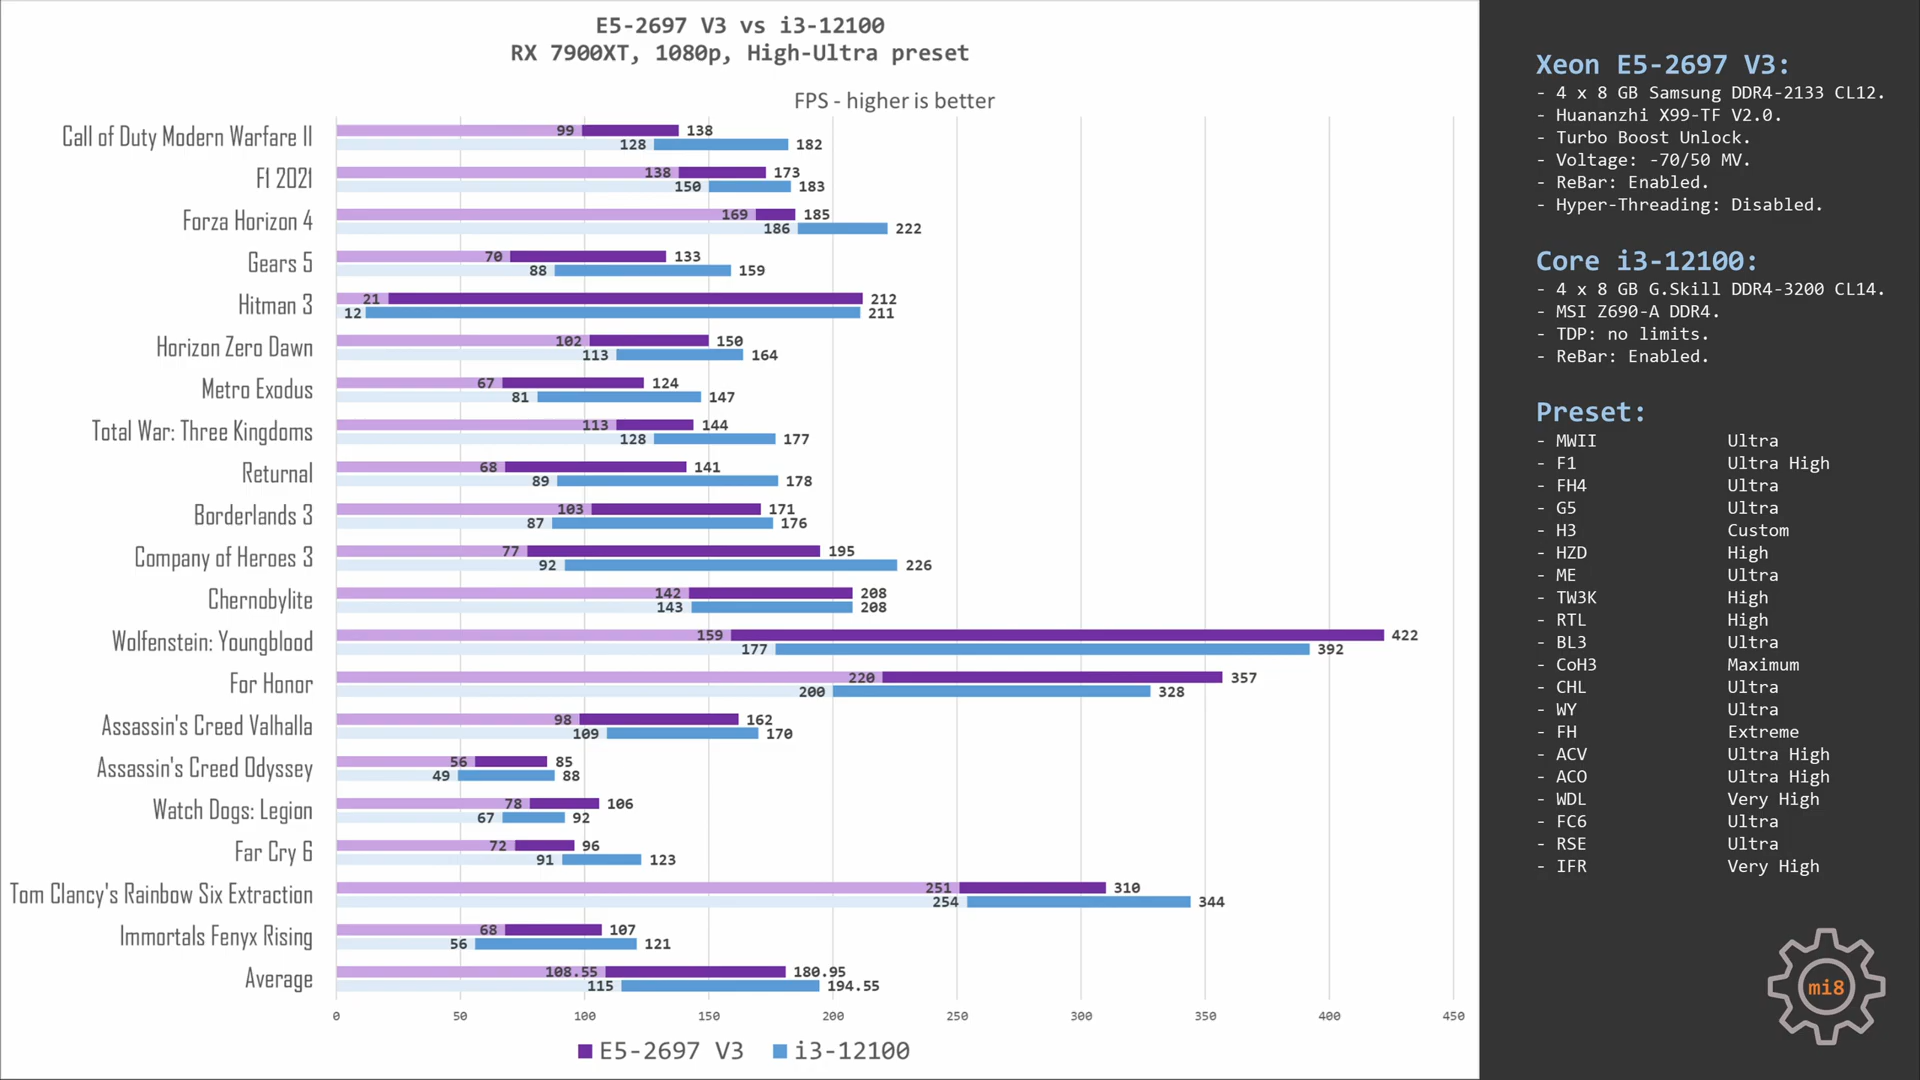 E5-2697 V3 vs i3-12100
RX 7900XT, 1080p, High-Ultra preset
FPS - higher is better
Call of Duty Modern Warfare II
99 138
128 182
F1 2021
138 173
150 183
Forza Horizon 4
169 185
186 222
Gears 5
70 133
88 159
Hitman 3
21 212
12 211
Horizon Zero Dawn
102 150
113 164
Metro Exodus
67 124
81 147
Total War: Three Kingdoms
113 144
128 177
Returnal
68 141
89 178
Borderlands 3
103 171
87 176
Company of Heroes 3
77 195
92 226
Chernobylite
142 208
143 208
Wolfenstein: Youngblood
159 422
177 392
For Honor
220 357
200 328
Assassin's Creed Valhalla
98 162
109 170
Assassin's Creed Odyssey
56 85
49 88
Watch Dogs: Legion
78 106
67 92
Far Cry 6
72 96
91 123
Tom Clancy's Rainbow Six Extraction
251 310
254 344
Immortals Fenyx Rising
68 107
56 121
Average
108.55 180.95
115 194.55
0 50 100 150 200 250 300 350 400 450
E5-2697 V3 i3-12100
Xeon E5-2697 V3:
- 4 x 8 GB Samsung DDR4-2133 CL12.
- Huananzhi X99-TF V2.0.
- Turbo Boost Unlock.
- Voltage: -70/50 MV.
- ReBar: Enabled.
- Hyper-Threading: Disabled.
Core i3-12100:
- 4 x 8 GB G.Skill DDR4-3200 CL14.
- MSI Z690-A DDR4.
- TDP: no limits.
- ReBar: Enabled.
Preset:
- MWII Ultra
- F1 Ultra High
- FH4 Ultra
- G5 Ultra
- H3 Custom
- HZD High
- ME Ultra
- TW3K High
- RTL High
- BL3 Ultra
- CoH3 Maximum
- CHL Ultra
- WY Ultra
- FH Extreme
- ACV Ultra High
- ACO Ultra High
- WDL Very High
- FC6 Ultra
- RSE Ultra
- IFR Very High
mi8